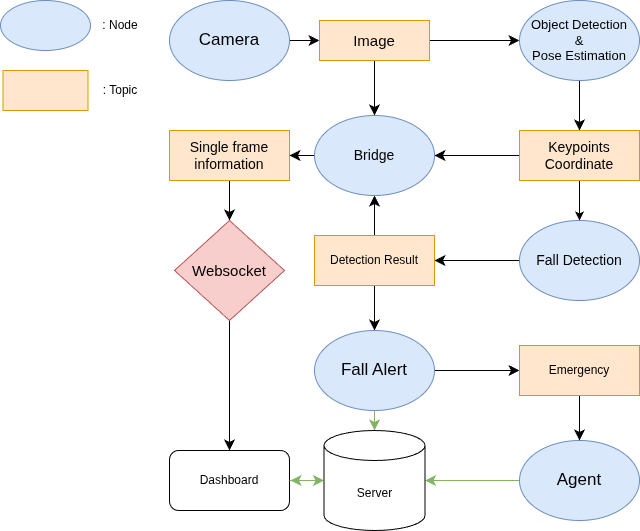 : Node
: Topic
Camera
Image
Object Detection
&
Pose Estimation
Single frame
information
Bridge
Keypoints
Coordinate
Websocket
Detection Result
Fall Detection
Fall Alert
Emergency
Dashboard
Server
Agent